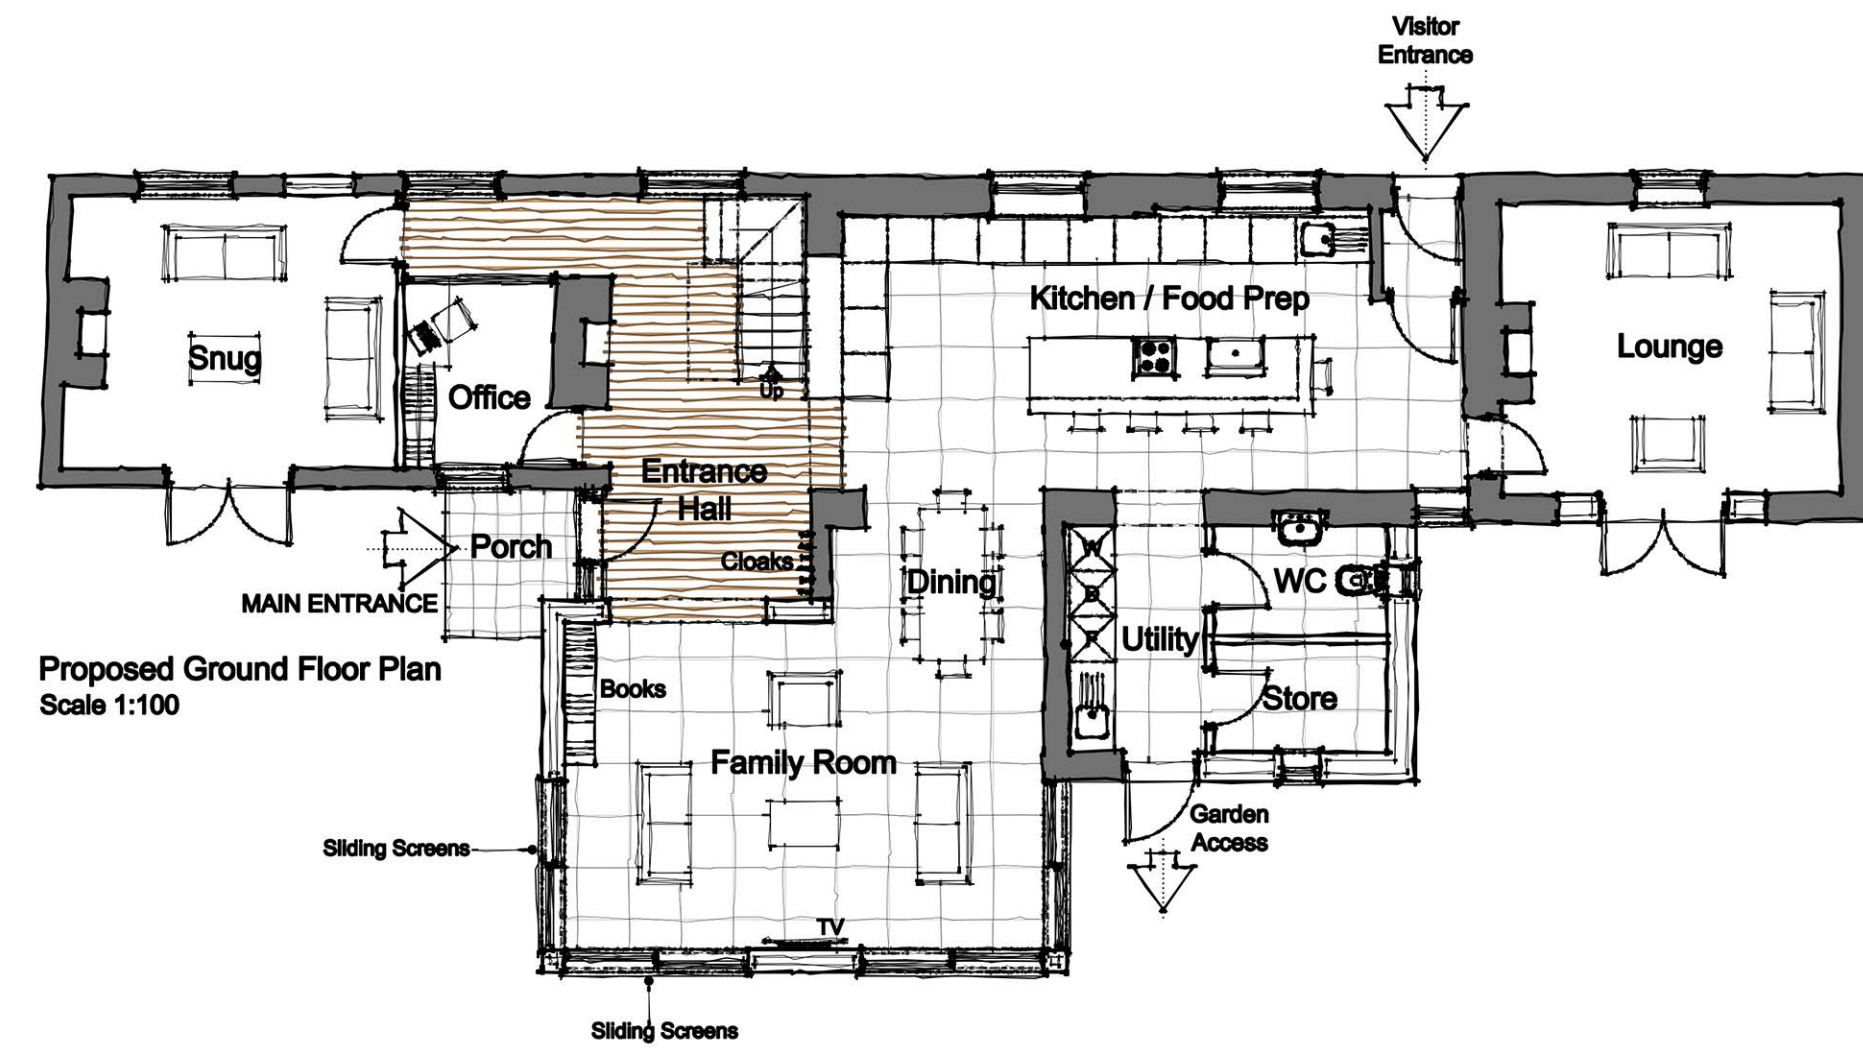 Visitor
Entrance
Kitchen / Food Prep
Snug
Lounge
Office
Up
Entrance
Hall
Porch
Cloaks
MAIN ENTRANCE
Dining
W
D
F
WC
Utility
Proposed Ground Floor Plan
Scale 1:100
Books
Store
Family Room
Garden
Access
Sliding Screens
TV
Sliding Screens